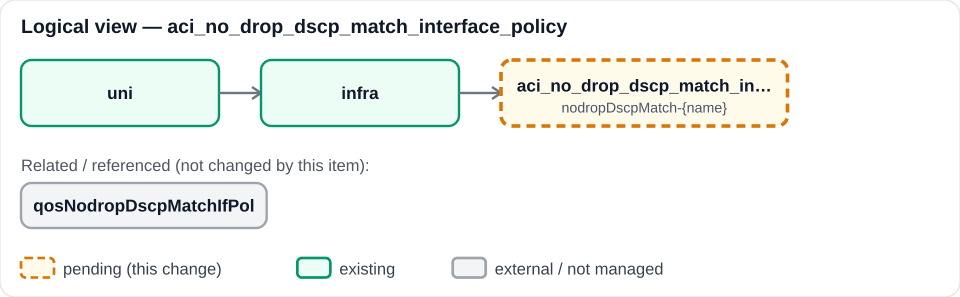 Logical view — aci_no_drop_dscp_match_interface_policy
uni
infra
aci_no_drop_dscp_match_in…
nodropDscpMatch-{name}
Related / referenced (not changed by this item):
qosNodropDscpMatchIfPol
pending (this change)
existing
external / not managed